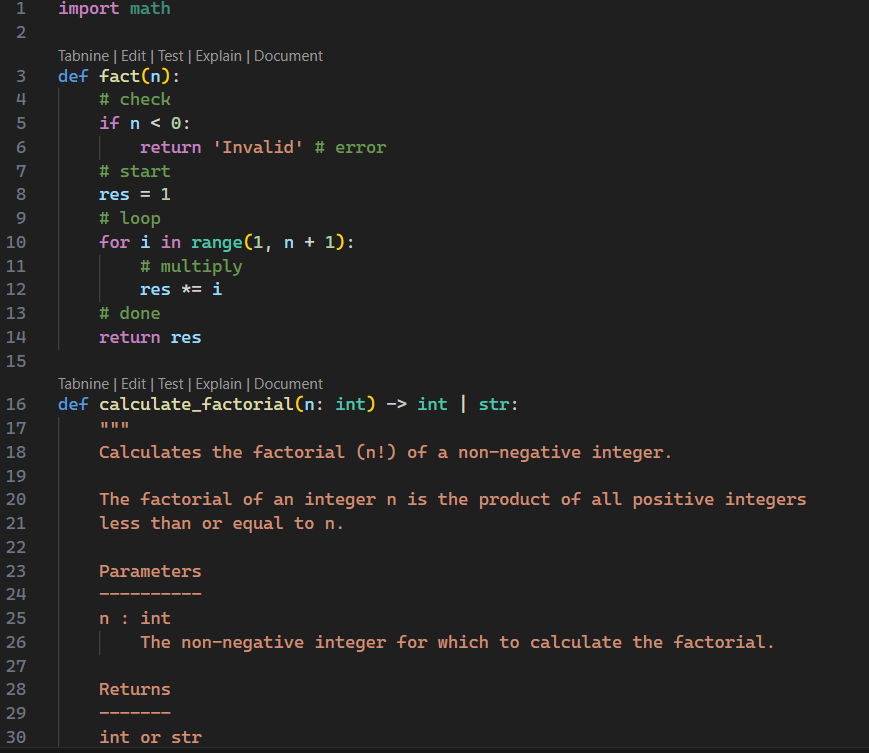 1 import math
2
Tabnine | Edit | Test | Explain | Document
3 def fact(n):
4     # check
5     if n < 0:
6         return 'Invalid' # error
7     # start
8     res = 1
9     # loop
10     for i in range(1, n + 1):
11         # multiply
12         res *= i
13     # done
14     return res
15
Tabnine | Edit | Test | Explain | Document
16 def calculate_factorial(n: int) -> int | str:
17     """
18     Calculates the factorial (n!) of a non-negative integer.
19
20     The factorial of an integer n is the product of all positive integers
21     less than or equal to n.
22
23     Parameters
24     ----------
25     n : int
26         The non-negative integer for which to calculate the factorial.
27
28     Returns
29     -------
30     int or str